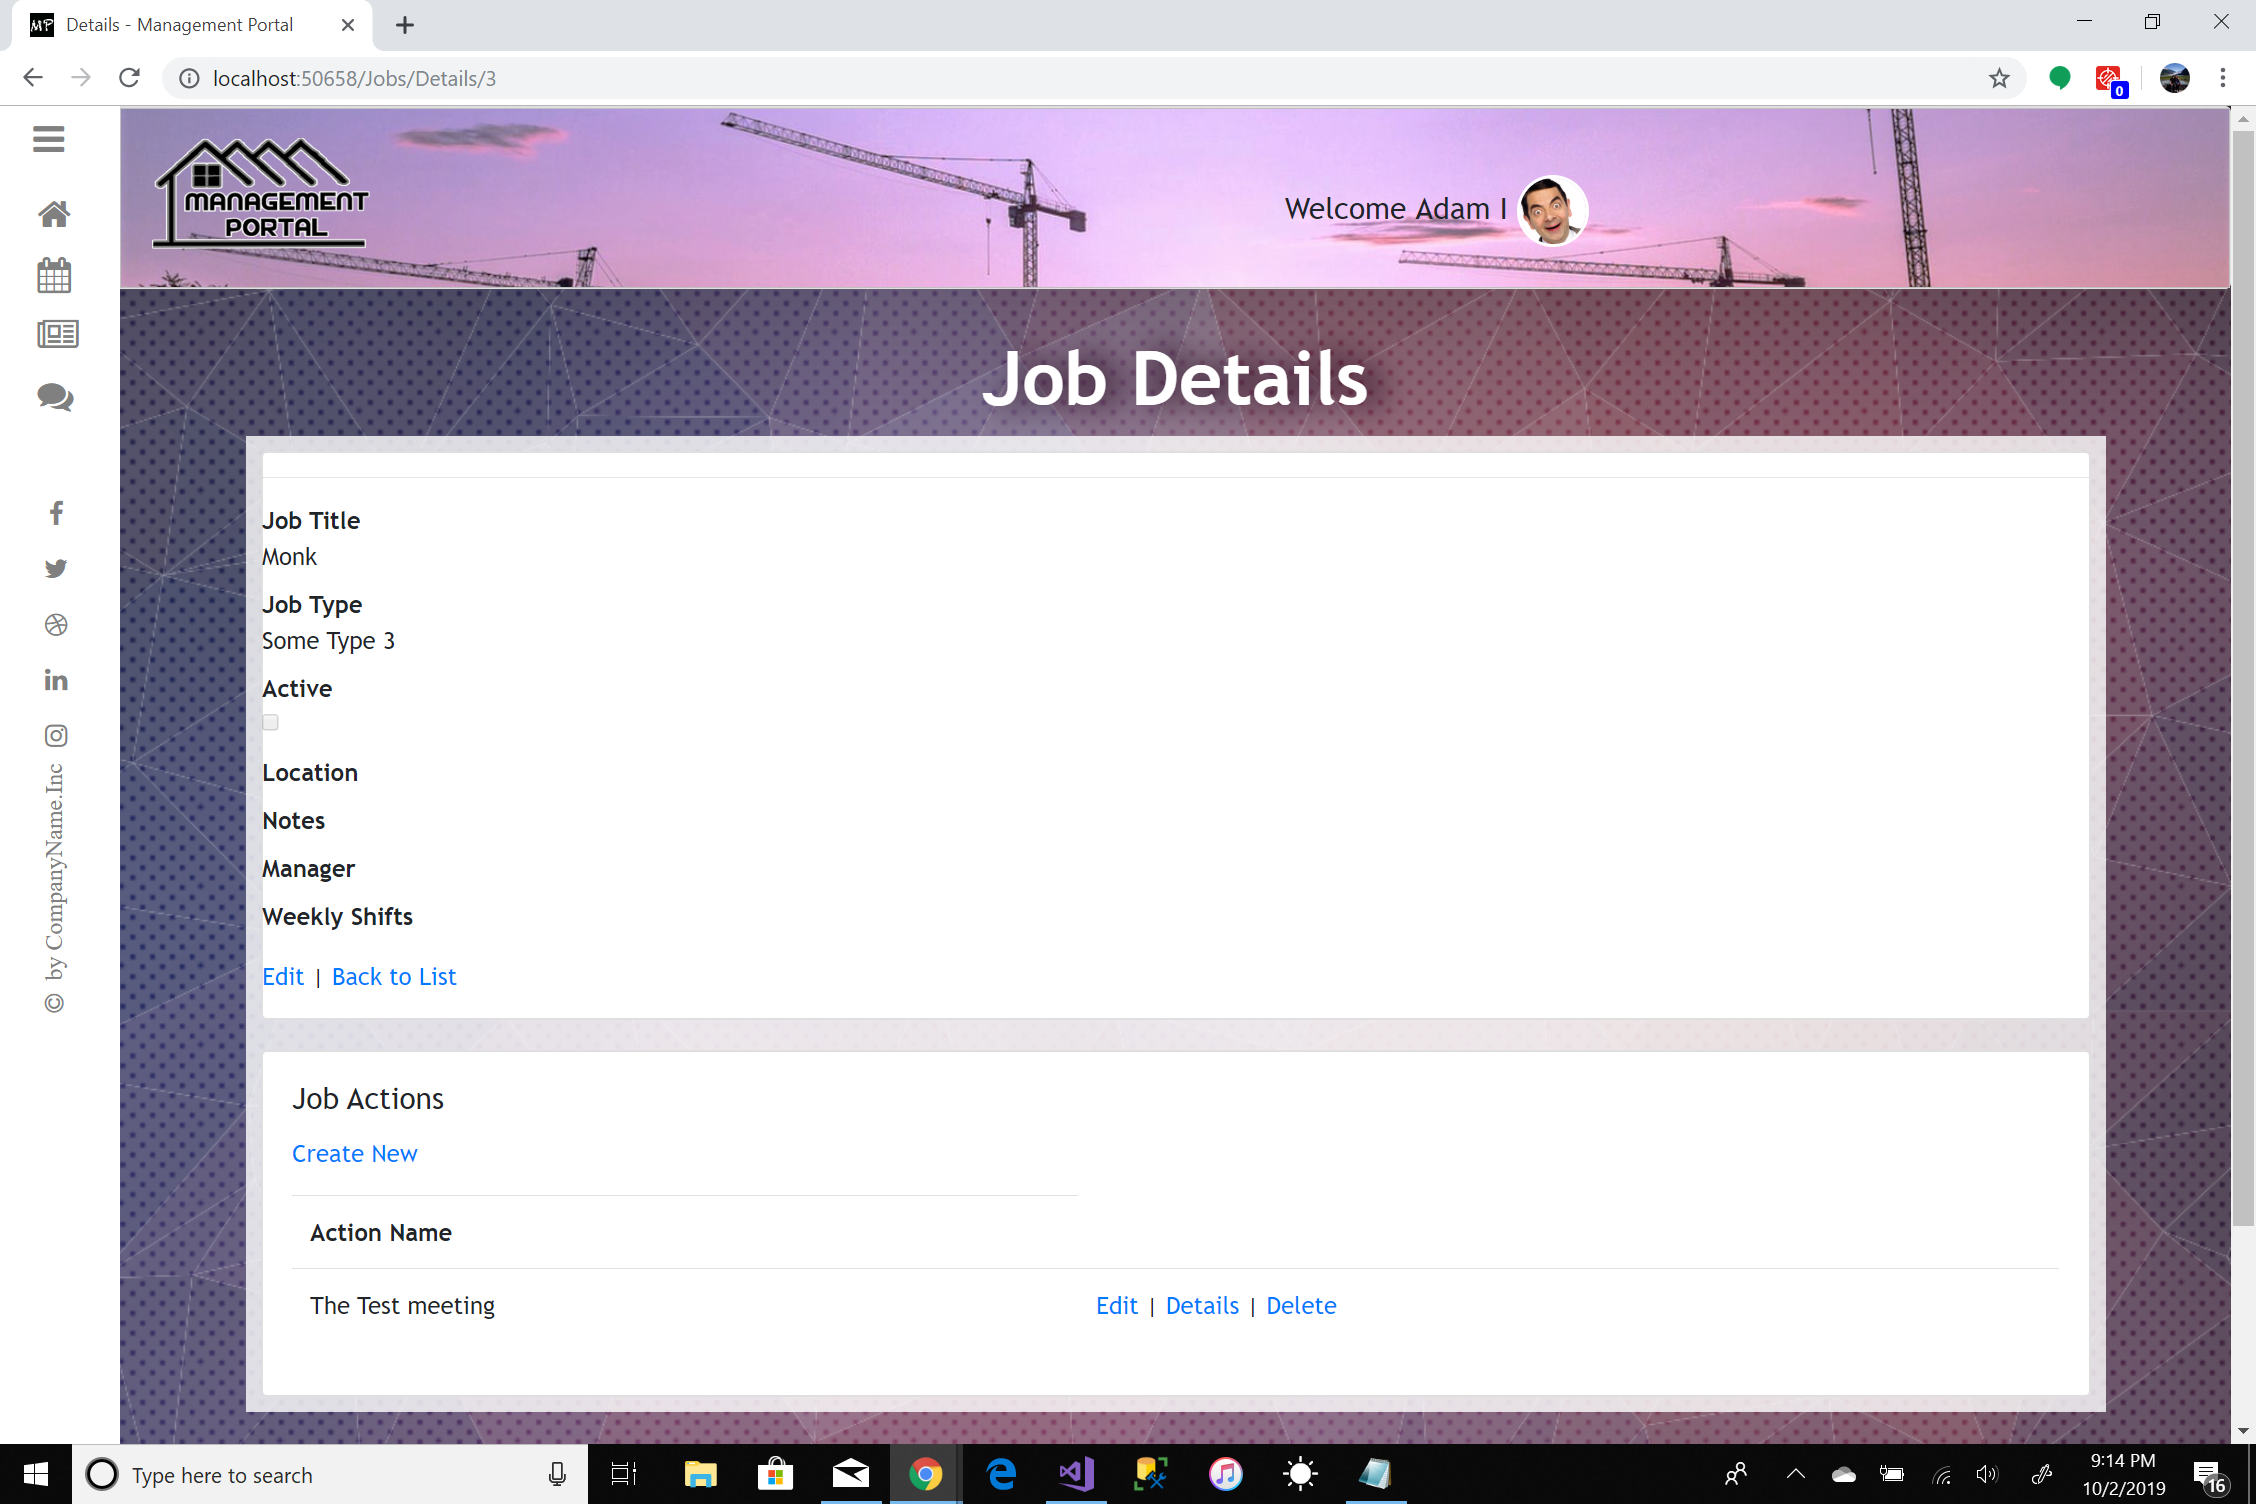 MP Details - Management Portal
localhost:50658/Jobs/Details/3
0
MANAGEMENT
PORTAL
Welcome Adam I
Job Details
Job Title
Monk
Job Type
Some Type 3
Active
Location
Notes
Manager
Weekly Shifts
Edit | Back to List
© by CompanyName.Inc
Job Actions
Create New
Action Name
The Test meeting
Edit | Details | Delete
Type here to search
9:14 PM
10/2/2019
16